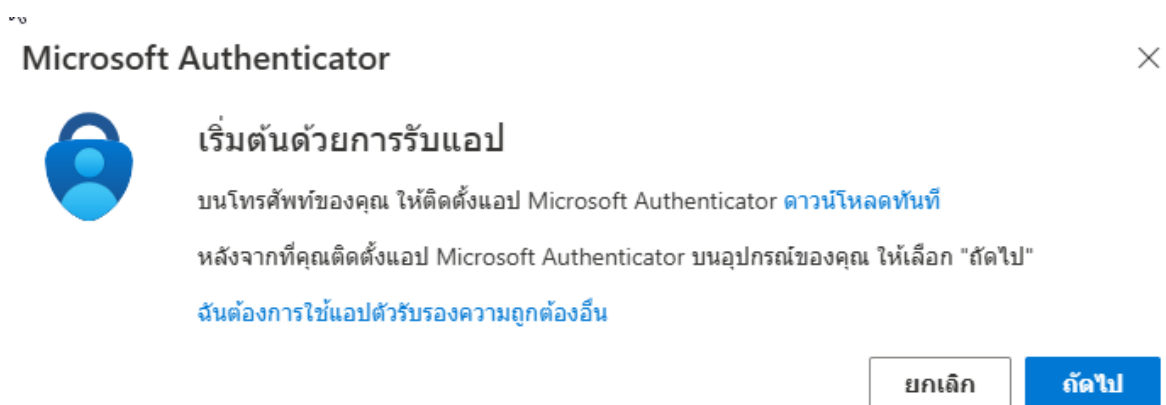 Microsoft Authenticator
เริ่มต้นด้วยการรับแอป
บนโทรศัพท์ของคุณ ให้ติดตั้งแอป Microsoft Authenticator ดาวน์โหลดทันที
หลังจากที่คุณติดตั้งแอป Microsoft Authenticator บนอุปกรณ์ของคุณ ให้เลือก "ถัดไป"
ฉันต้องการใช้แอปตัวรับรองความถูกต้องอื่น
ยกเลิก ถัดไป